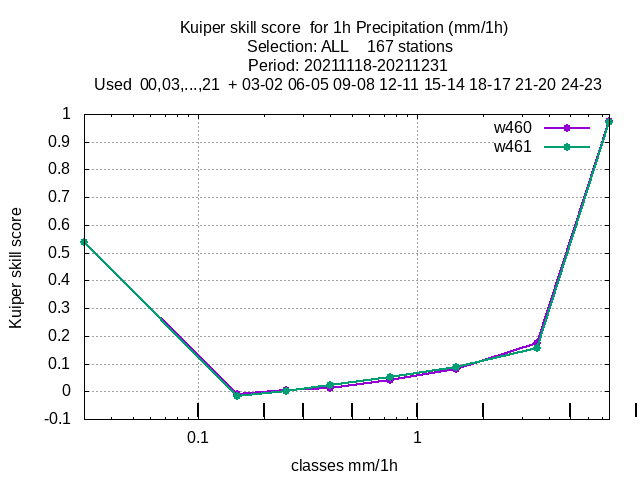 Kuiper skill score  for 1h Precipitation (mm/1h)
Selection: ALL    167 stations
Period: 20211118-20211231
Used  00,03,...,21  + 03-02 06-05 09-08 12-11 15-14 18-17 21-20 24-23
w460
w461
Kuiper skill score
1
0.9
0.8
0.7
0.6
0.5
0.4
0.3
0.2
0.1
0
-0.1
0.1
1
classes mm/1h